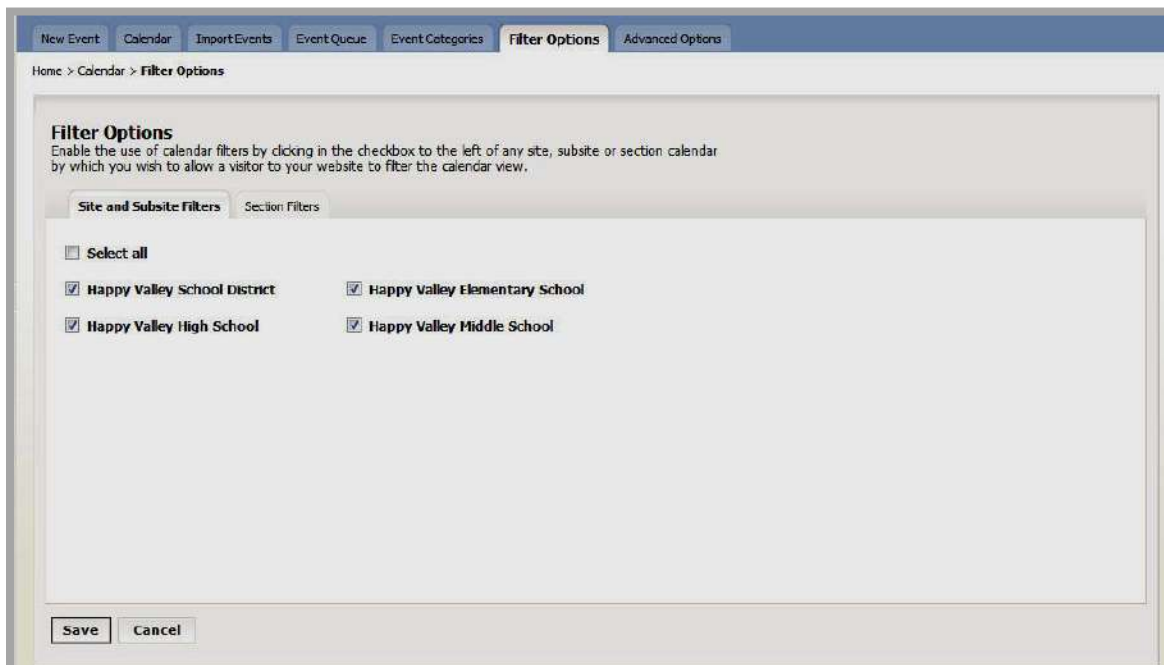 New Event Calendar Import Events Event Queue Event Categories Filter Options Advanced Options
Home > Calendar > Filter Options
Filter Options
Enable the use of calendar filters by clicking in the checkbox to the left of any site, subsite or section calendar
by which you wish to allow a visitor to your website to filter the calendar view.
Site and Subsite Filters Section Filters
Select all
Happy Valley School District Happy Valley Elementary School
Happy Valley High School Happy Valley Middle School
Save Cancel